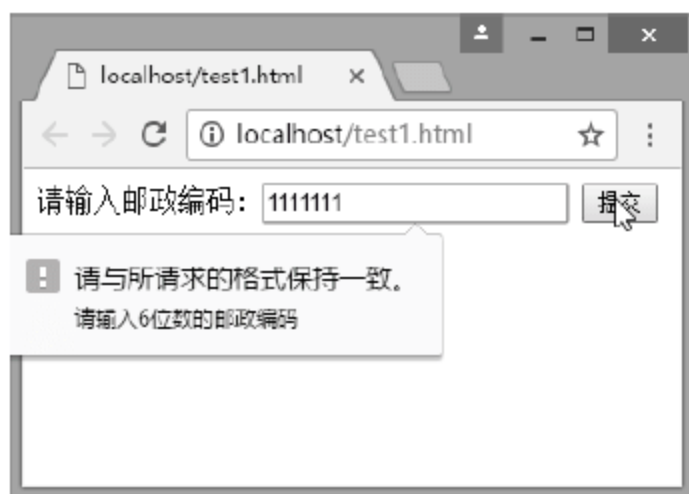 localhost/test1.html
localhost/test1.html
请输入邮政编码：1111111 提交
请与所请求的格式保持一致。
请输入6位数的邮政编码